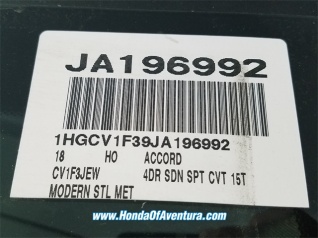 JA196992
1HGCV1F39JA196992
18 HO ACCORD
CV1F3JEW 4DR SDN SPT CVT 15T
MODERN STL MET
www.HondaOfAventura.com